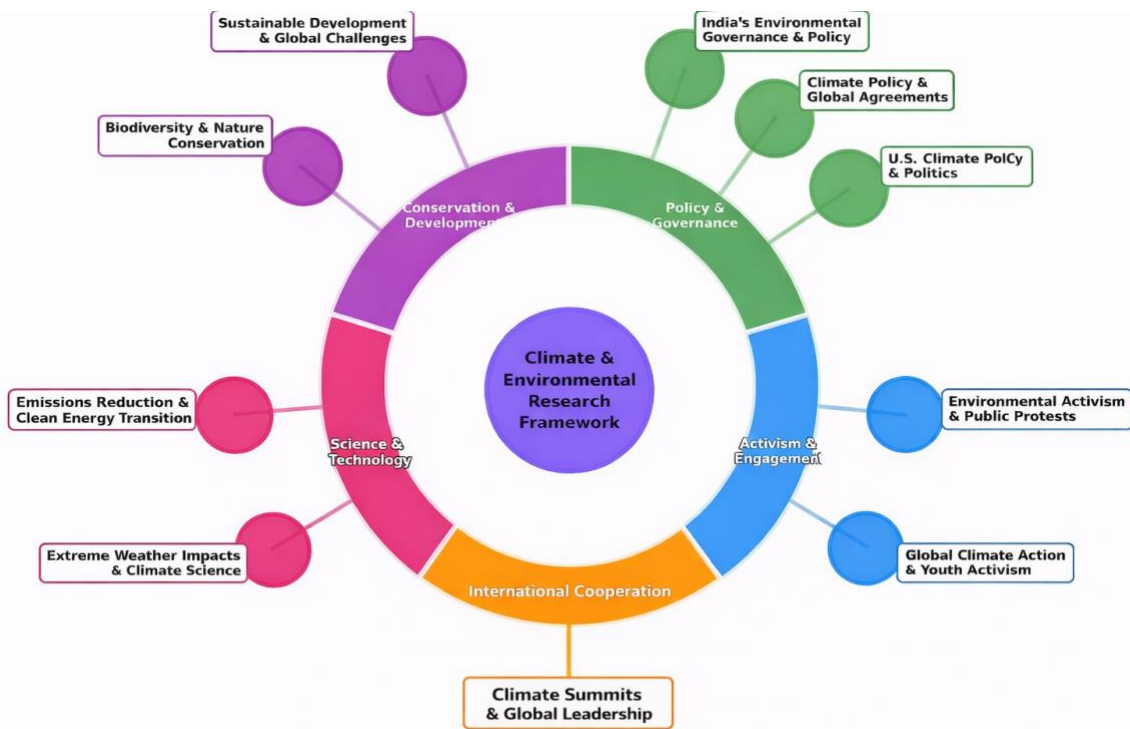 Sustainable Development
& Global Challenges
India's Environmental
Governance & Policy
Climate Policy &
Global Agreements
Biodiversity & Nature
Conservation
U.S. Climate PolCy
& Politics
Conservation &
Developmen
Policy &
Governance
Climate &
Environmental
Research
Framework
Emissions Reduction &
Clean Energy Transition
Environmental Activism
& Public Protests
Science &
Technology
Activism &
Engagement
Extreme Weather Impacts
& Climate Science
Global Climate Action
& Youth Activism
International Cooperation
Climate Summits
& Global Leadership